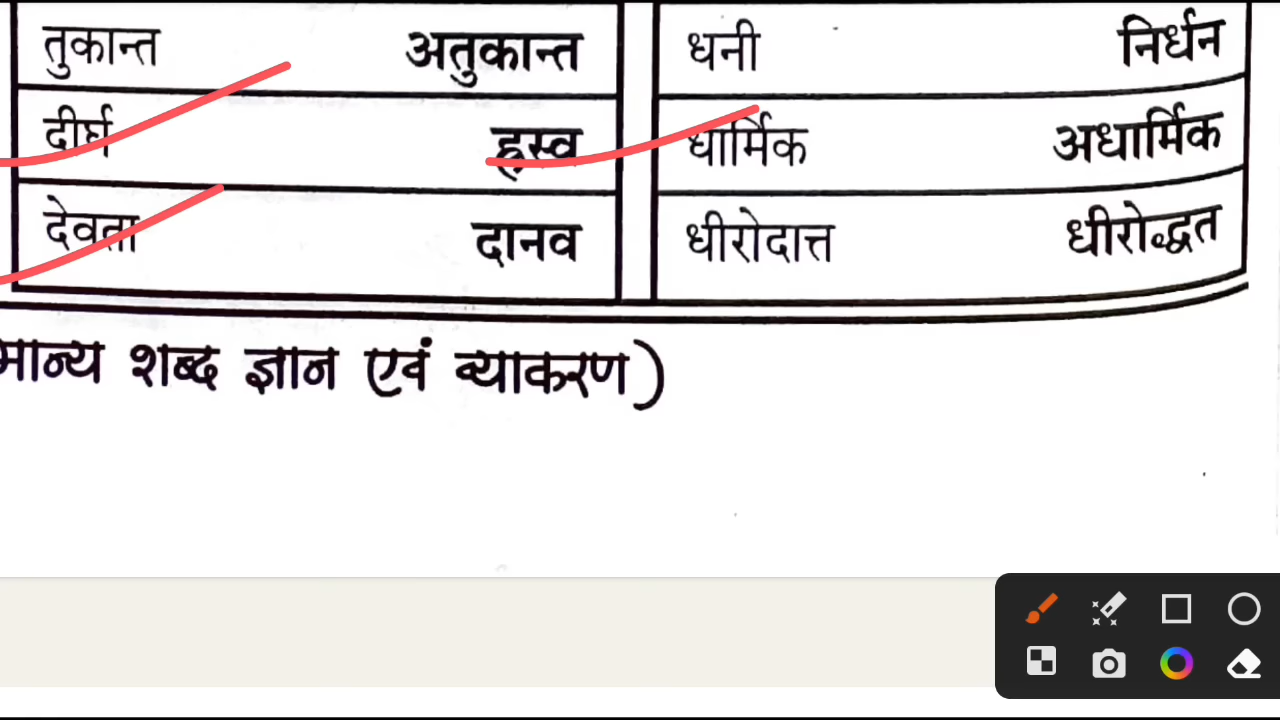 तुकान्त अतुकान्त धनी निर्धन
दीर्घ ह्रस्व धार्मिक अधार्मिक
देवता दानव धीरोदात्त धीरोद्धत
शब्द ज्ञान एवं व्याकरण)